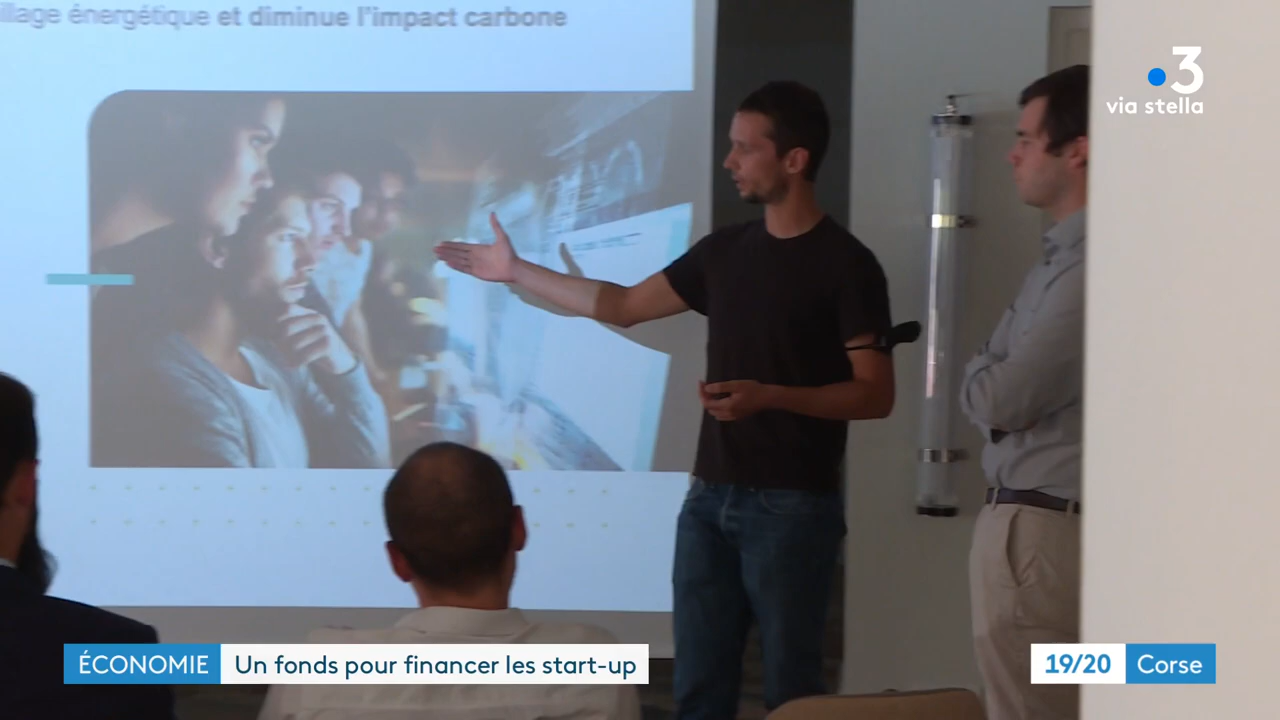 énergétique et diminue l'impact carbone
3
via stella
ÉCONOMIE Un fonds pour financer les start-up
19/20 Corse